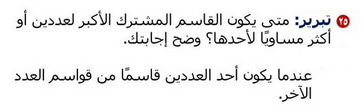 ٢٥ تبرير: متى يكون القاسم المشترك الأكبر لعددين أو
أكثر مساويًا لأحدها؟ وضح إجابتك.
عندما يكون أحد العددين قاسمًا من قواسم العدد
الآخر.